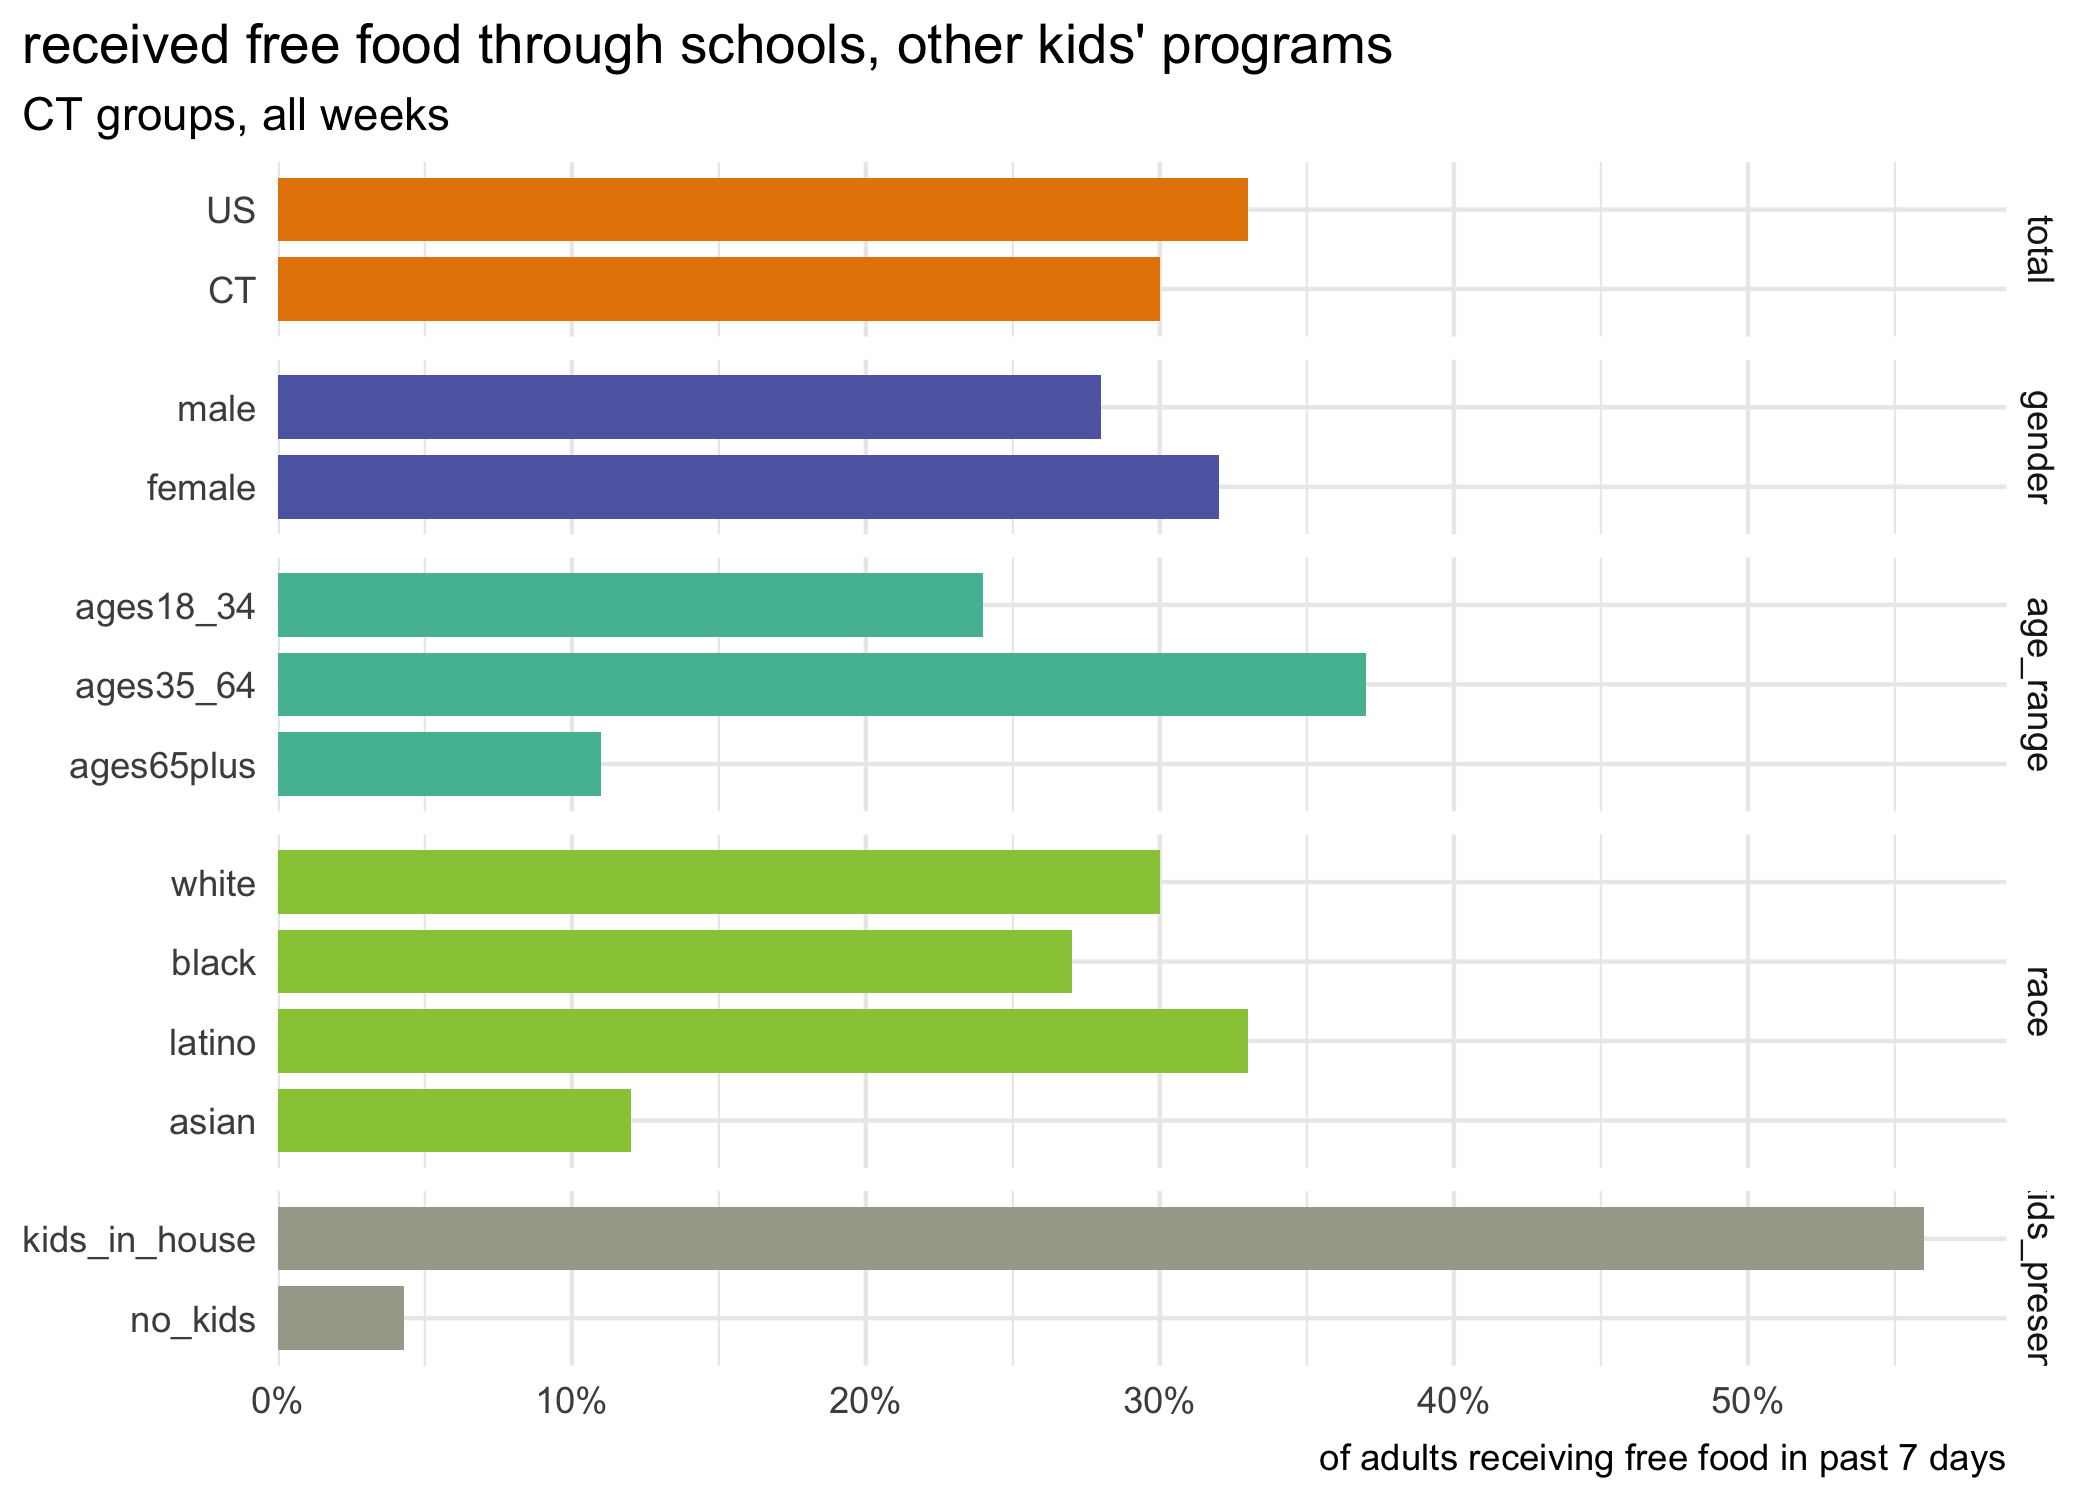 received free food through schools, other kids' programs
CT groups, all weeks
US
CT
total
male
female
gender
ages18_34
ages35_64
ages65plus
age_range
white
black
latino
asian
race
kids_in_house
no_kids
ids_preser
0% 10% 20% 30% 40% 50%
of adults receiving free food in past 7 days